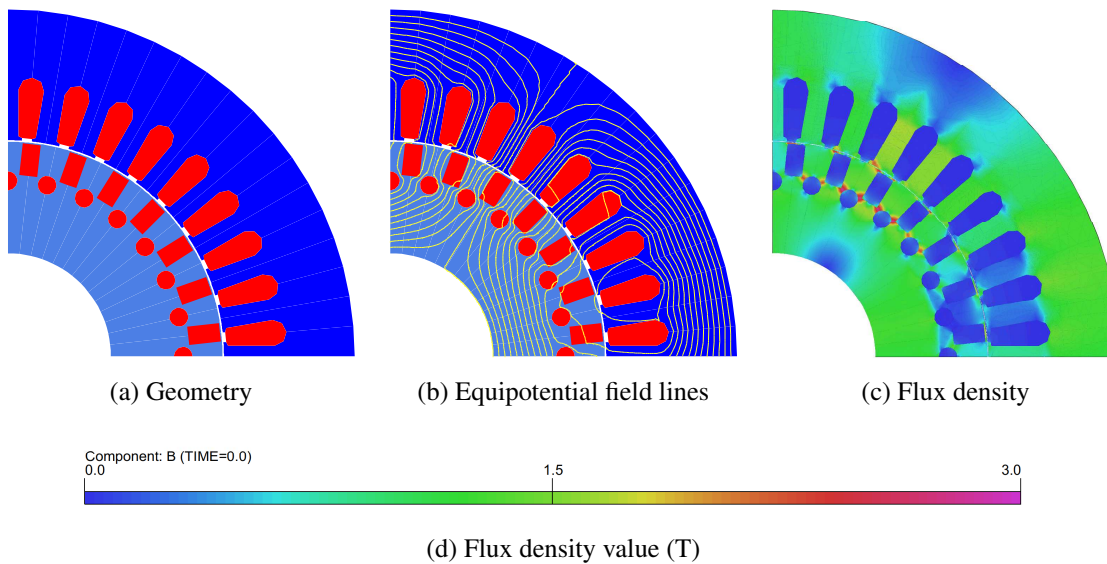 (a) Geometry
(b) Equipotential field lines
(c) Flux density
Component: B (TIME=0.0)
0.0
1.5
3.0
(d) Flux density value (T)